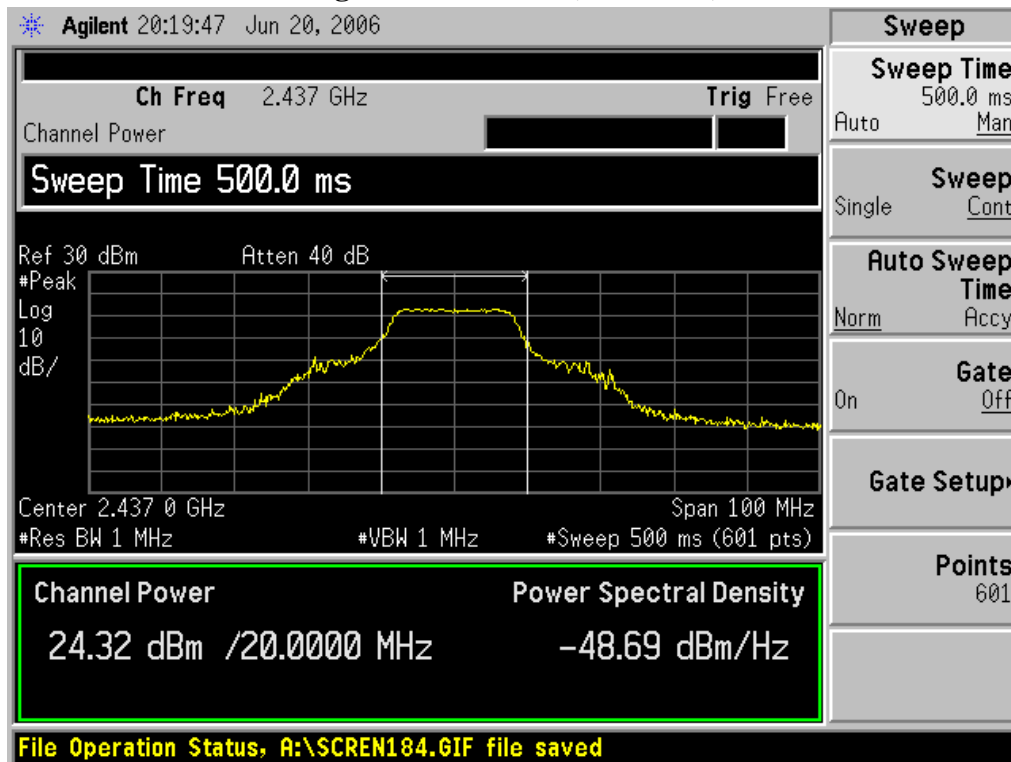 Agilent 20:19:47 Jun 20, 2006
Ch Freq 2.437 GHz Trig Free
Channel Power
Sweep Time 500.0 ms
Ref 30 dBm Atten 40 dB
#Peak
Log
10
dB/
Center 2.437 0 GHz Span 100 MHz
#Res BW 1 MHz #VBW 1 MHz #Sweep 500 ms (601 pts)
Channel Power Power Spectral Density
24.32 dBm /20.0000 MHz -48.69 dBm/Hz
File Operation Status, A:\SCREN184.GIF file saved
Sweep
Sweep Time
500.0 ms
Auto Man
Sweep
Single Cont
Auto Sweep
Time
Norm Accy
Gate
On Off
Gate Setup
Points
601